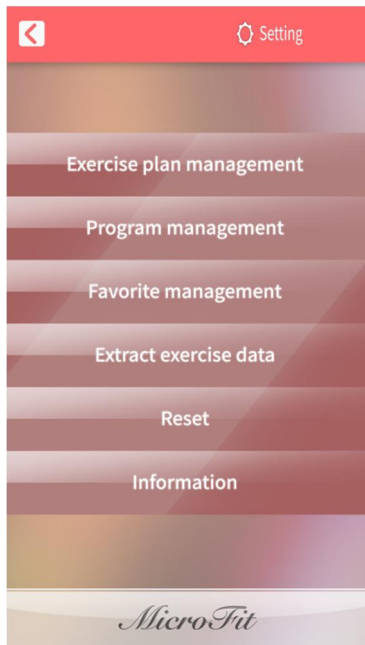 Setting
Exercise plan management
Program management
Favorite management
Extract exercise data
Reset
Information
MicroFit